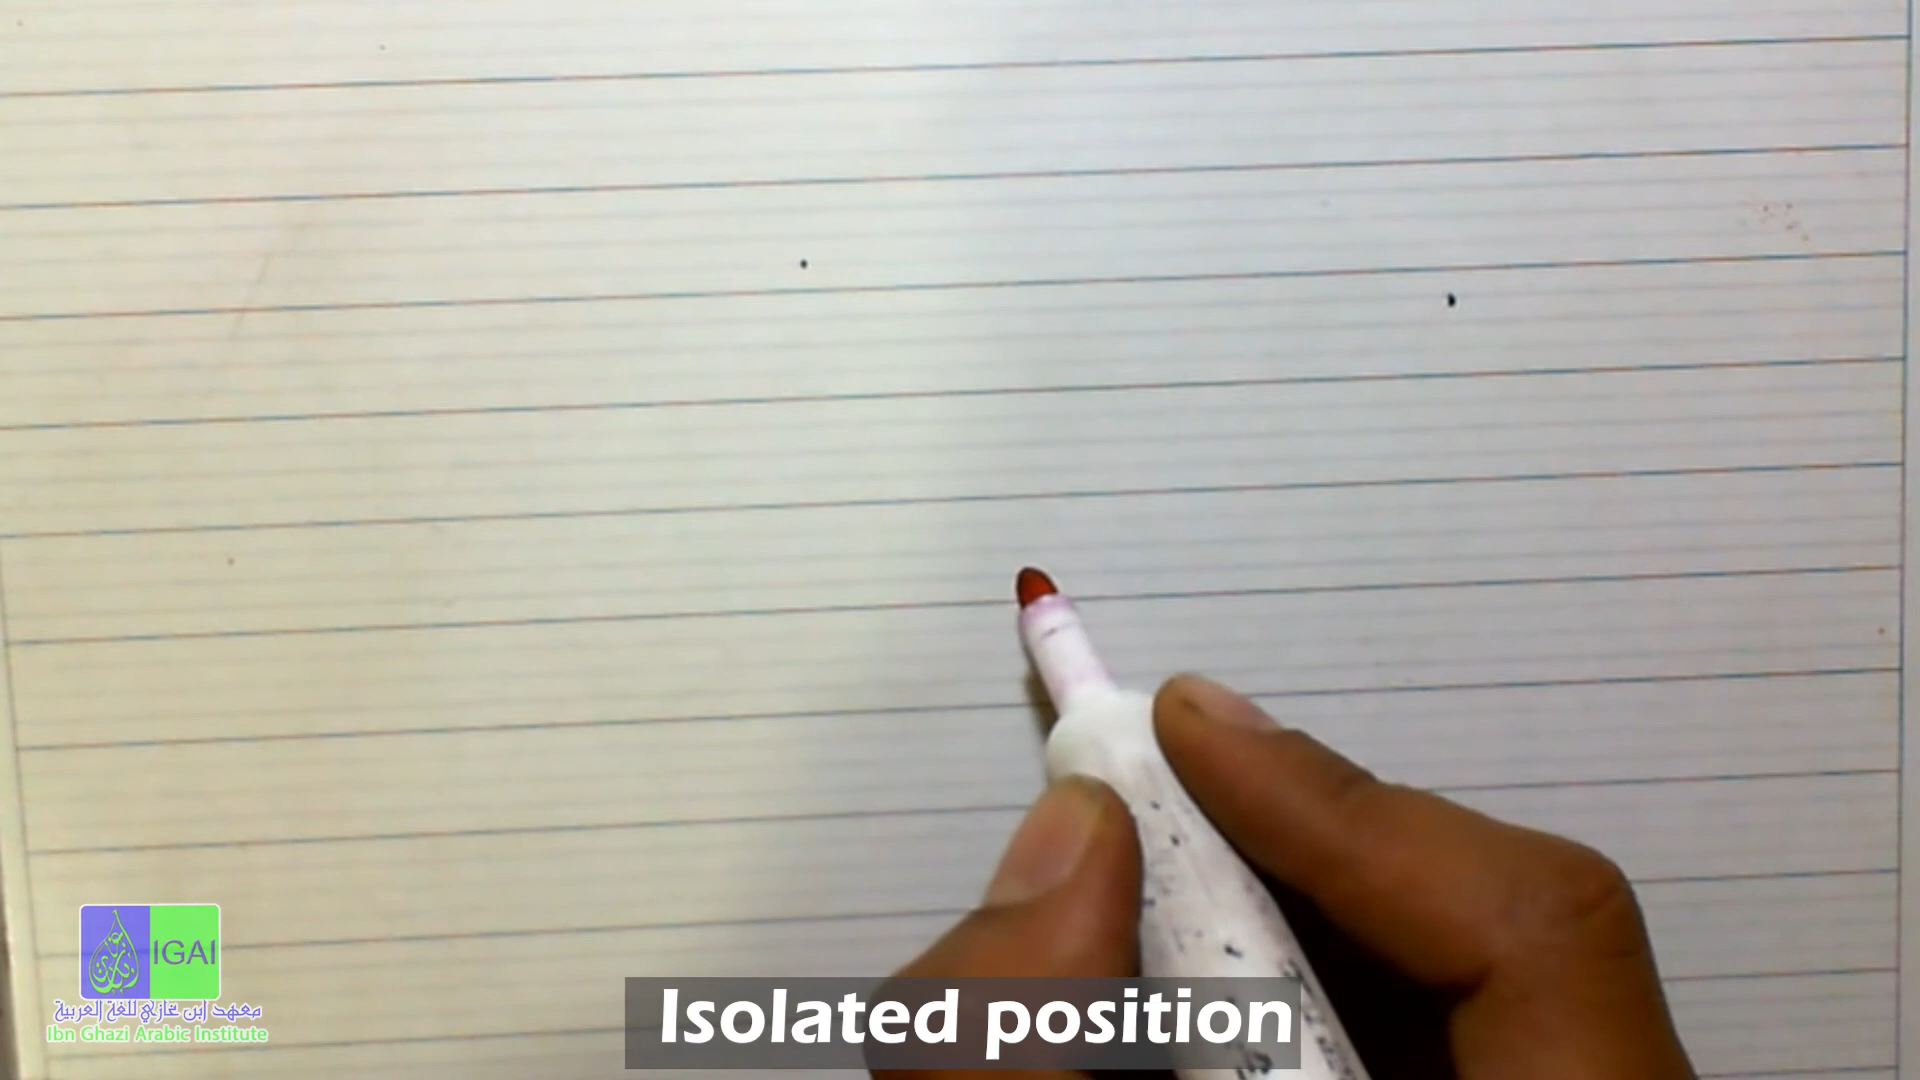 IGAI
معهد ابن غازي للغة العربية
Ibn Ghazi Arabic Institute
Isolated position